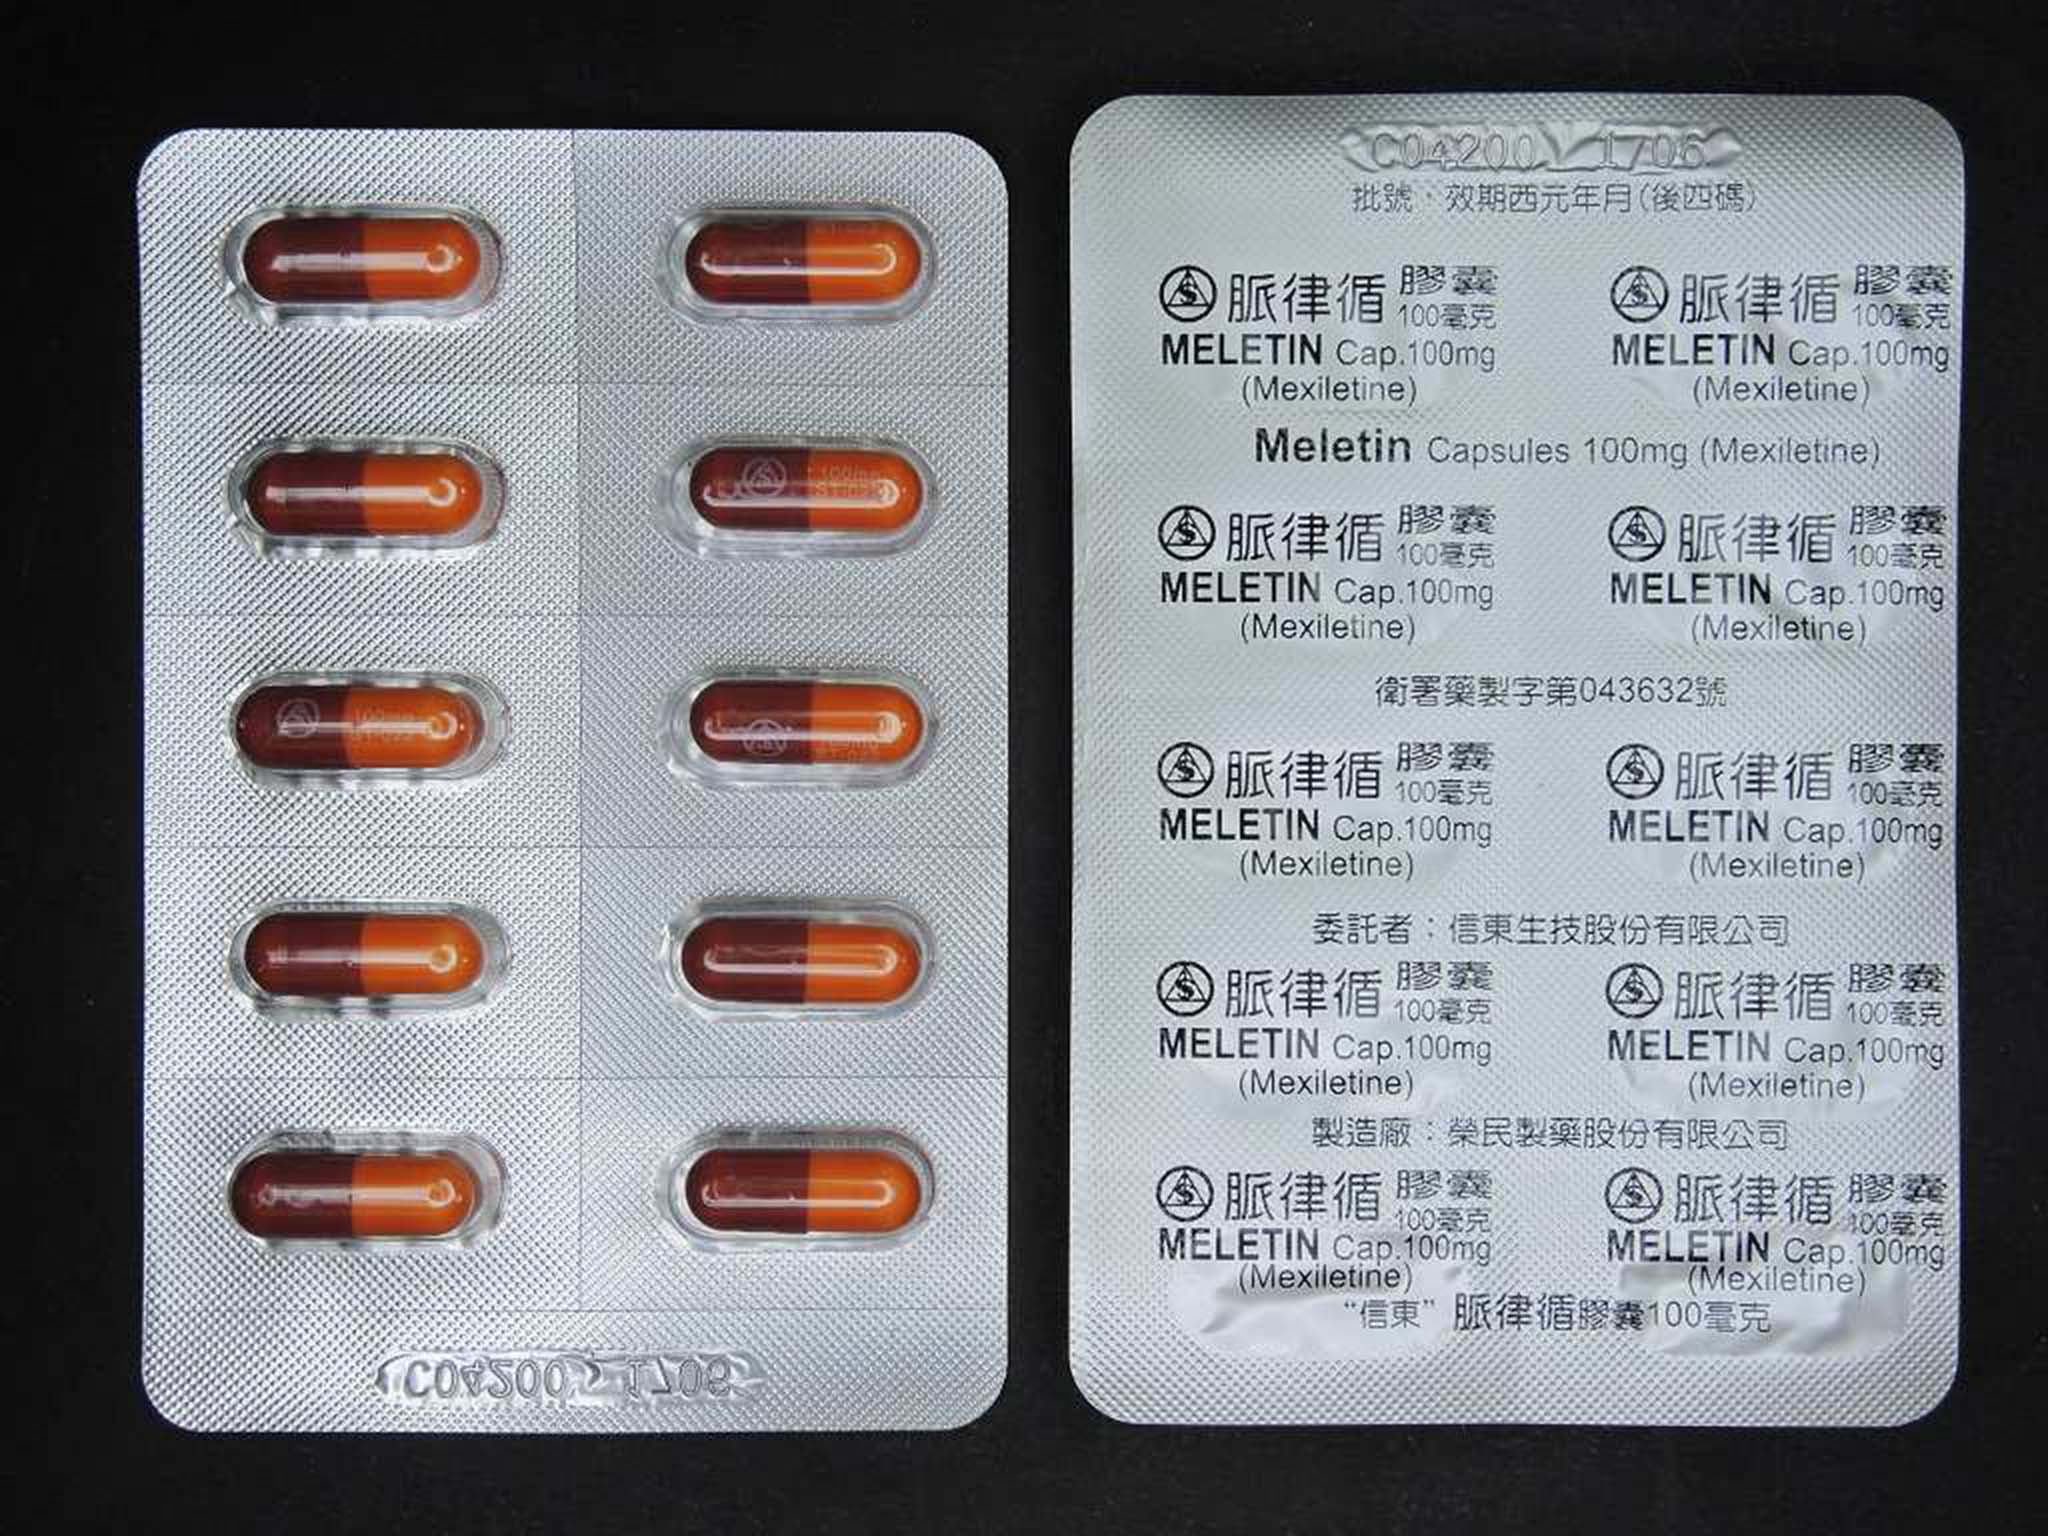 C04200 1706
C04200 1706
批號・效期西元年月(後四碼)
脈律循 膠囊 100毫克
MELETIN Cap.100mg
(Mexiletine)
脈律循 膠囊 100毫克
MELETIN Cap.100mg
(Mexiletine)
Meletin Capsules 100mg (Mexiletine)
脈律循 膠囊 100毫克
MELETIN Cap.100mg
(Mexiletine)
脈律循 膠囊 100毫克
MELETIN Cap.100mg
(Mexiletine)
衛署藥製字第043632號
脈律循 膠囊 100毫克
MELETIN Cap.100mg
(Mexiletine)
脈律循 膠囊 100毫克
MELETIN Cap.100mg
(Mexiletine)
委託者：信東生技股份有限公司
脈律循 膠囊 100毫克
MELETIN Cap.100mg
(Mexiletine)
脈律循 膠囊 100毫克
MELETIN Cap.100mg
(Mexiletine)
製造廠：榮民製藥股份有限公司
脈律循 膠囊 100毫克
MELETIN Cap.100mg
(Mexiletine)
脈律循 膠囊 100毫克
MELETIN Cap.100mg
(Mexiletine)
“信東” 脈律循膠囊100毫克